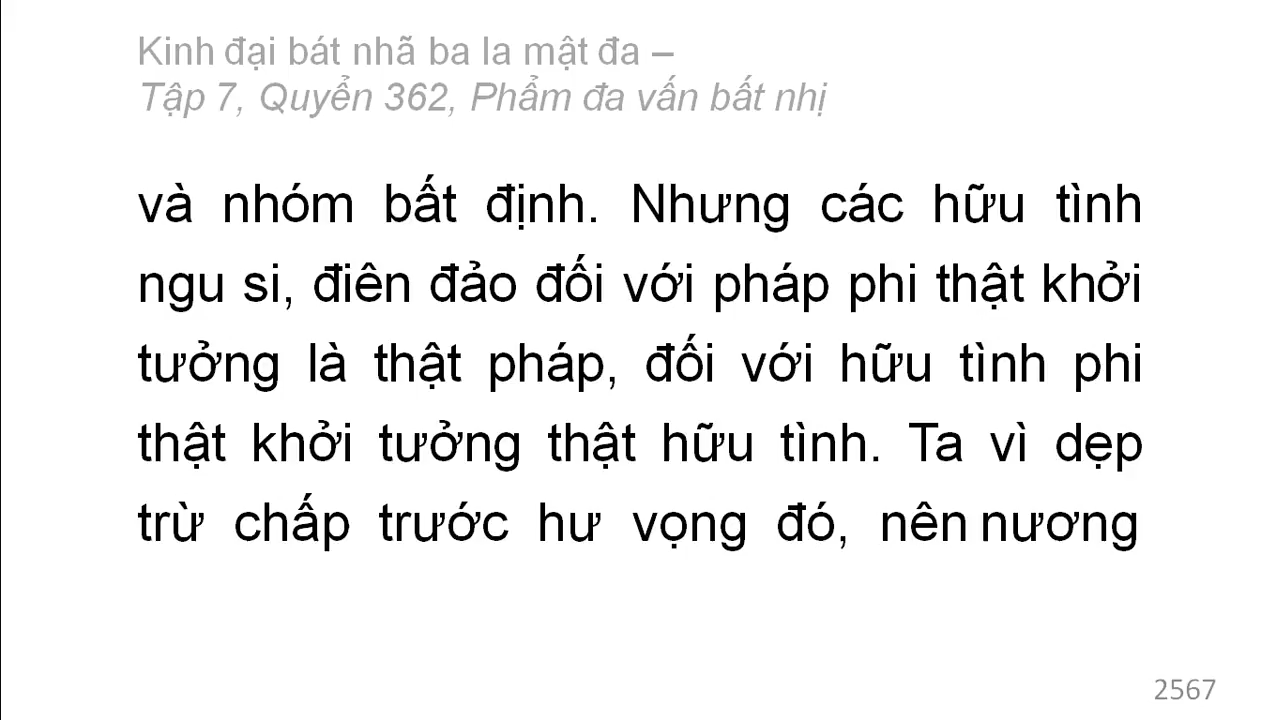 Kinh đại bát nhã ba la mật đa –
Tập 7, Quyển 362, Phẩm đa vấn bất nhị
và nhóm bất định. Nhưng các hữu tình
ngu si, điên đảo đối với pháp phi thật khởi
tưởng là thật pháp, đối với hữu tình phi
thật khởi tưởng thật hữu tình. Ta vì dẹp
trừ chấp trước hư vọng đó, nên nương
2567